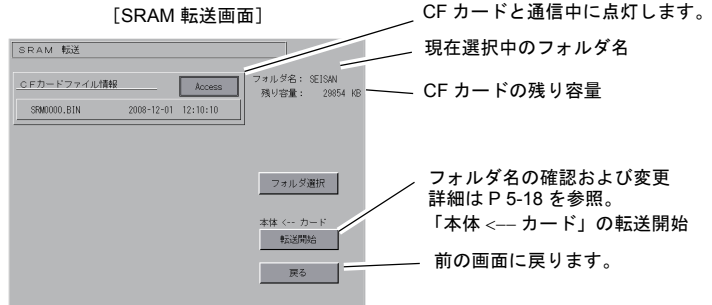 ［SRAM 転送画面］
CF カードと通信中に点灯します。
SRAM 転送
現在選択中のフォルダ名
CFカードファイル情報
Access
フォルダ名： SEISAN
残り容量： 29854 KB
CF カードの残り容量
SRM0000.BIN 2008-12-01 12:10:10
フォルダ選択
フォルダ名の確認および変更
詳細は P 5-18 を参照。
本体 <-- カード
転送開始
「本体 <-- カード」の転送開始
戻る
前の画面に戻ります。